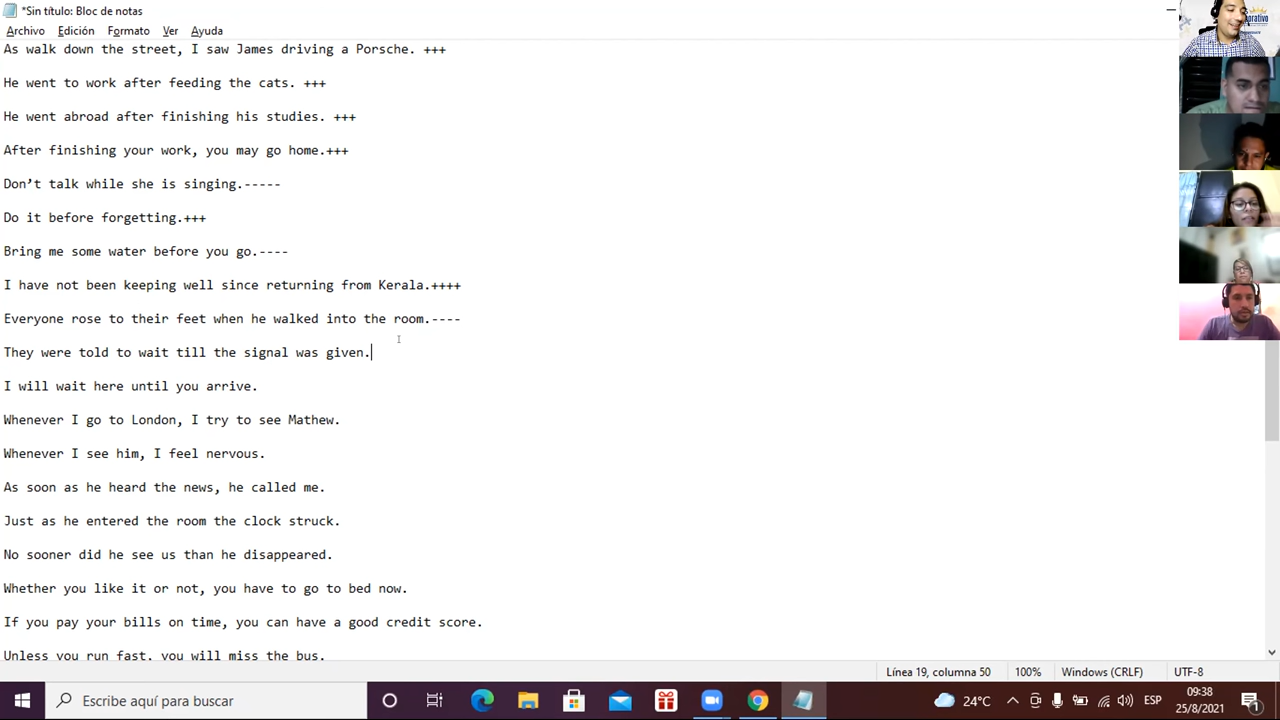 *Sin título: Bloc de notas
Archivo Edición Formato Ver Ayuda
As walk down the street, I saw James driving a Porsche. +++
He went to work after feeding the cats. +++
He went abroad after finishing his studies. +++
After finishing your work, you may go home.+++
Don’t talk while she is singing.-----
Do it before forgetting.+++
Bring me some water before you go.----
I have not been keeping well since returning from Kerala.++++
Everyone rose to their feet when he walked into the room.----
They were told to wait till the signal was given.
I will wait here until you arrive.
Whenever I go to London, I try to see Mathew.
Whenever I see him, I feel nervous.
As soon as he heard the news, he called me.
Just as he entered the room the clock struck.
No sooner did he see us than he disappeared.
Whether you like it or not, you have to go to bed now.
If you pay your bills on time, you can have a good credit score.
Unless you run fast, you will miss the bus.
Línea 19, columna 50 100% Windows (CRLF) UTF-8
Escribe aquí para buscar
24°C ESP 09:38
25/8/2021
1